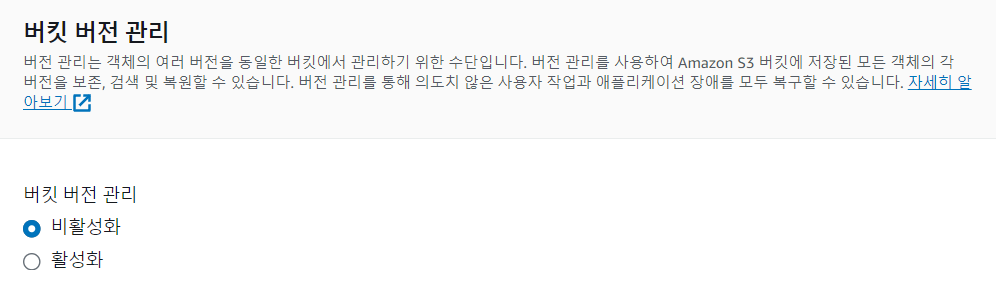 버킷 버전 관리
버전 관리는 객체의 여러 버전을 동일한 버킷에서 관리하기 위한 수단입니다. 버전 관리를 사용하여 Amazon S3 버킷에 저장된 모든 객체의 각
버전을 보존, 검색 및 복원할 수 있습니다. 버전 관리를 통해 의도치 않은 사용자 작업과 애플리케이션 장애를 모두 복구할 수 있습니다. 자세히 알
아보기
버킷 버전 관리
비활성화
활성화